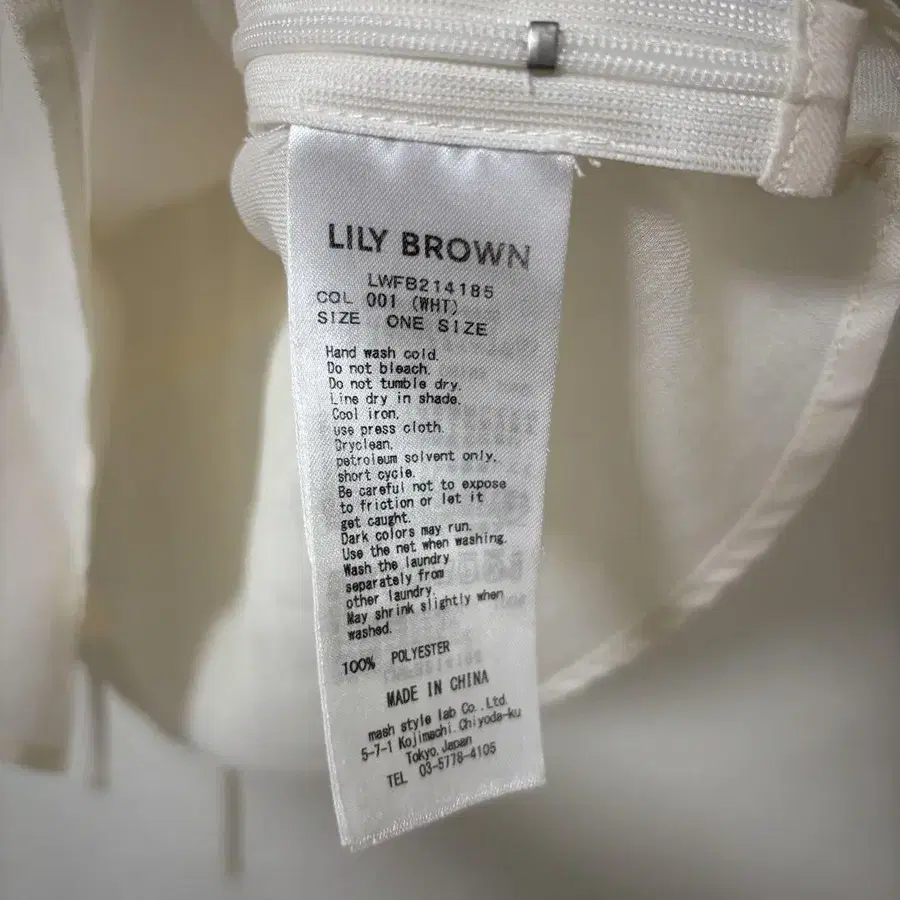 LILY BROWN
LWFB214185
COL 001 (WHT)
SIZE ONE SIZE
Hand wash cold.
Do not bleach.
Do not tumble dry.
Line dry in shade.
Cool iron.
use press cloth.
Dryclean.
petroleum solvent only.
short cycle.
Be careful not to expose
to friction or let it
get caught.
Dark colors may run.
Use the net when washing.
Wash the laundry
separately from
other laundry.
May shrink slightly when
washed.
100% POLYESTER
MADE IN CHINA
mash style lab Co.,Ltd.
5-7-1 Kojimachi.Chiyoda-ku
Tokyo.Japan
TEL 03-5778-4105